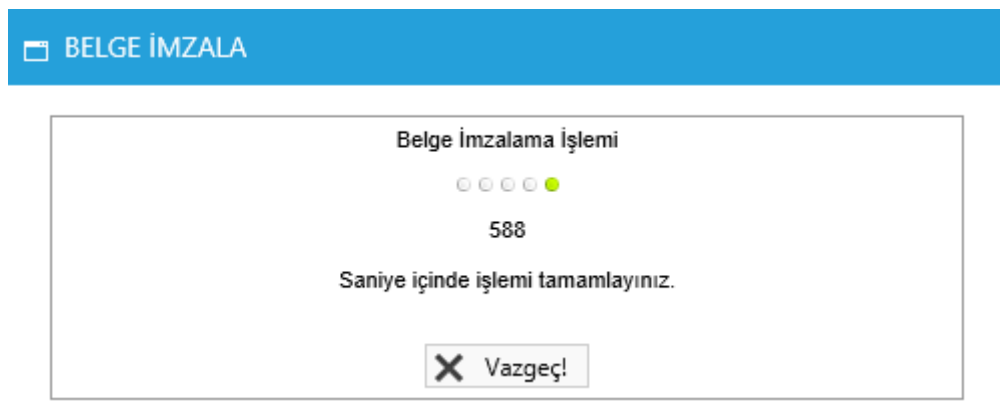 BELGE İMZALA
Belge İmzalama İşlemi
588
Saniye içinde işlemi tamamlayınız.
Vazgeç!